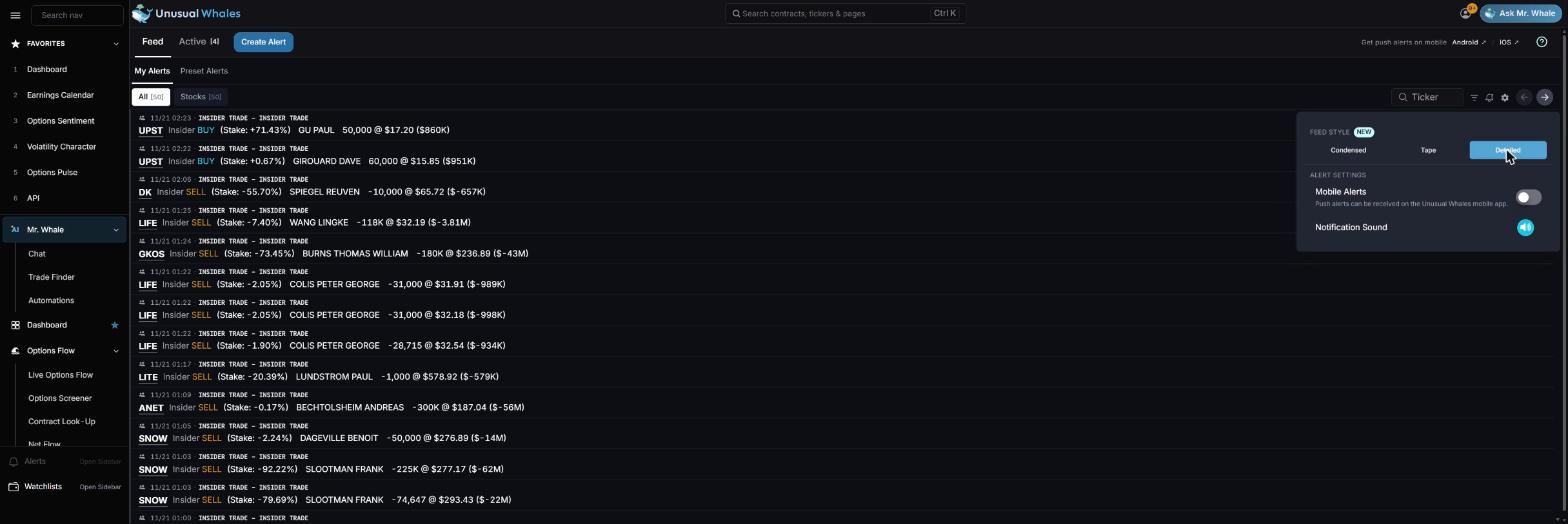 Search nav
Unusual Whales
Search contracts, tickers & pages Ctrl K
9+
Ask Mr. Whale
FAVORITES
1 Dashboard
2 Earnings Calendar
3 Options Sentiment
4 Volatility Character
5 Options Pulse
6 API
AI Mr. Whale
Chat
Trade Finder
Automations
Dashboard
Options Flow
Live Options Flow
Options Screener
Contract Look-Up
Net Flow
Alerts Open Sidebar
Watchlists Open Sidebar
Feed Active [4] Create Alert
Get push alerts on mobile Android ↗ / iOS ↗
My Alerts Preset Alerts
All [50] Stocks [50]
Ticker
11/21 02:23 · INSIDER TRADE – INSIDER TRADE
UPST Insider BUY (Stake: +71.43%) GU PAUL 50,000 @ $17.20 ($860K)
11/21 02:22 · INSIDER TRADE – INSIDER TRADE
UPST Insider BUY (Stake: +0.67%) GIROUARD DAVE 60,000 @ $15.85 ($951K)
11/21 02:06 · INSIDER TRADE – INSIDER TRADE
DK Insider SELL (Stake: -55.70%) SPIEGEL REUVEN -10,000 @ $65.72 ($-657K)
11/21 01:25 · INSIDER TRADE – INSIDER TRADE
LIFE Insider SELL (Stake: -7.40%) WANG LINGKE -118K @ $32.19 ($-3.81M)
11/21 01:24 · INSIDER TRADE – INSIDER TRADE
GKOS Insider SELL (Stake: -73.45%) BURNS THOMAS WILLIAM -180K @ $236.89 ($-43M)
11/21 01:22 · INSIDER TRADE – INSIDER TRADE
LIFE Insider SELL (Stake: -2.05%) COLIS PETER GEORGE -31,000 @ $31.91 ($-989K)
11/21 01:22 · INSIDER TRADE – INSIDER TRADE
LIFE Insider SELL (Stake: -2.05%) COLIS PETER GEORGE -31,000 @ $32.18 ($-998K)
11/21 01:22 · INSIDER TRADE – INSIDER TRADE
LIFE Insider SELL (Stake: -1.90%) COLIS PETER GEORGE -28,715 @ $32.54 ($-934K)
11/21 01:17 · INSIDER TRADE – INSIDER TRADE
LITE Insider SELL (Stake: -20.39%) LUNDSTROM PAUL -1,000 @ $578.92 ($-579K)
11/21 01:09 · INSIDER TRADE – INSIDER TRADE
ANET Insider SELL (Stake: -0.17%) BECHTOLSHEIM ANDREAS -300K @ $187.04 ($-56M)
11/21 01:05 · INSIDER TRADE – INSIDER TRADE
SNOW Insider SELL (Stake: -2.24%) DAGEVILLE BENOIT -50,000 @ $276.89 ($-14M)
11/21 01:03 · INSIDER TRADE – INSIDER TRADE
SNOW Insider SELL (Stake: -92.22%) SLOOTMAN FRANK -225K @ $277.17 ($-62M)
11/21 01:03 · INSIDER TRADE – INSIDER TRADE
SNOW Insider SELL (Stake: -79.69%) SLOOTMAN FRANK -74,647 @ $293.43 ($-22M)
11/21 01:00 · INSIDER TRADE – INSIDER TRADE
FEED STYLE NEW
Condensed Tape Detailed
ALERT SETTINGS
Mobile Alerts
Push alerts can be received on the Unusual Whales mobile app.
Notification Sound